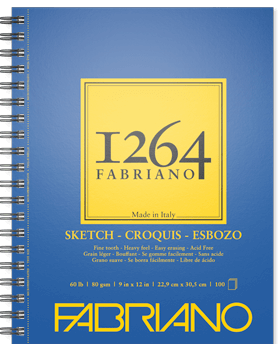 1264
FABRIANO
Made in Italy
SKETCH - CROQUIS - ESBOZO
Fine tooth - Heavy feel - Easy erasing - Acid Free
Grain léger - Bouffant - Se gomme facilement - Sans acide
Grano suave - Se borra fácilmente - Libre de ácido
60 lb | 80 gsm | 9 in x 12 in | 22,9 cm x 30,5 cm | 100
FABRIANO